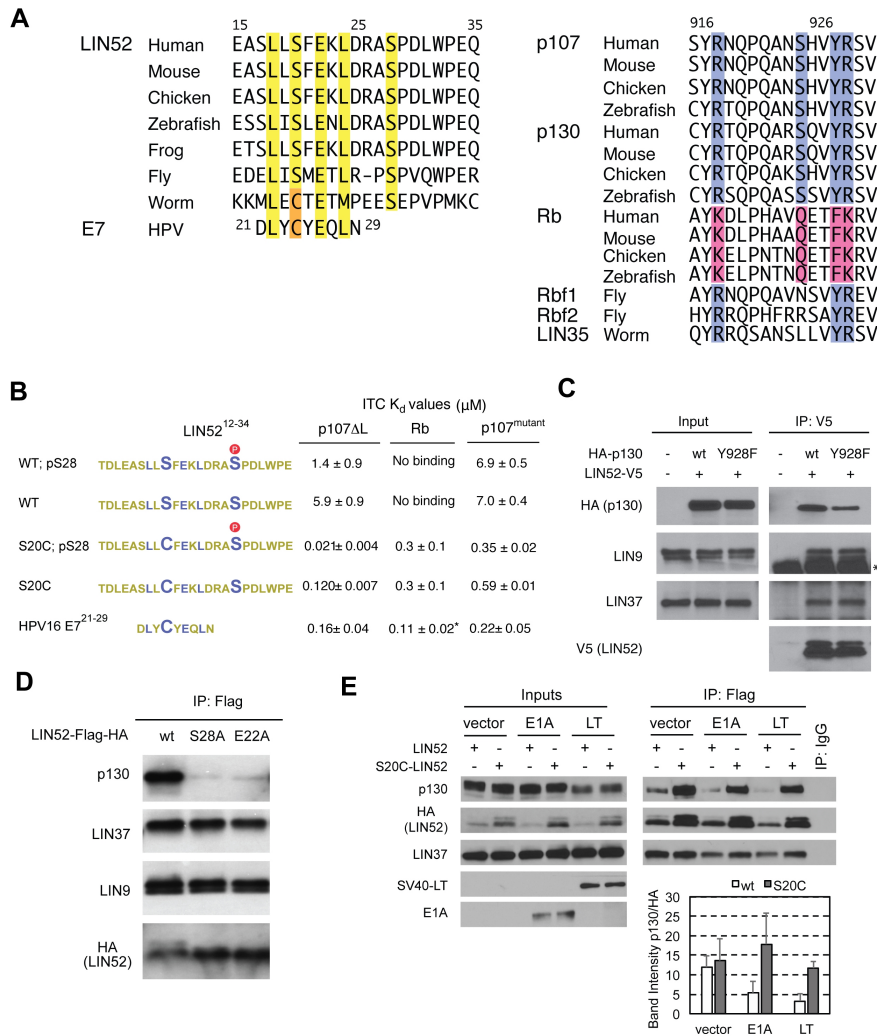 A
15 25 35
LIN52 Human EASLLSFEKLDRASPDLWPEQ
Mouse EASLLSFEKLDRASPDLWPEQ
Chicken EASLLSFEKLDRASPDLWPEQ
Zebrafish ESSLISLENLDRASPDLWPEQ
Frog ETSLLSFEKLDRASPDLWPEQ
Fly EDELISMETLR-PSPVQWPER
Worm KKMLECTETMPEESEPVPMKC
E7 HPV 21 DLYCYEQLN 29
916 926
p107 Human SYRNQPQANSHVYRSV
Mouse SYRNQPQANSHVYRSV
Chicken SYRNQPQANSHVYRSV
Zebrafish CYRTQPQANSHVYRSV
p130 Human CYRTQPQARSQVYRSV
Mouse CYRTQPQARSQVYRSV
Chicken CYRTQPQAKSHVYRSV
Zebrafish CYRSQPQASSSVYRSV
Rb Human AYKDLPHAVQETFKRV
Mouse AYKDLPHAAQETFKRV
Chicken AYKELPNTNQETFKRV
Zebrafish AYKELPNTNQETFKRV
Rbf1 Fly AYRNQPQAVNSVYREV
Rbf2 Fly HYRRQPHFRRSAYREV
LIN35 Worm QYRRQSANSLLVYRSV
B
ITC Kd values (μM)
LIN52 12-34 p107ΔL Rb p107mutant
P
WT; pS28 TDLEASLLSFEKLDRASPDLWPE 1.4 ± 0.9 No binding 6.9 ± 0.5
WT TDLEASLLSFEKLDRASPDLWPE 5.9 ± 0.9 No binding 7.0 ± 0.4
P
S20C; pS28 TDLEASLLCFEKLDRASPDLWPE 0.021± 0.004 0.3 ± 0.1 0.35 ± 0.02
S20C TDLEASLLCFEKLDRASPDLWPE 0.120± 0.007 0.3 ± 0.1 0.59 ± 0.01
HPV16 E7 21-29 DLYCYEQLN 0.16± 0.04 0.11 ± 0.02* 0.22± 0.05
C
Input IP: V5
HA-p130 - wt Y928F - wt Y928F
LIN52-V5 - + + - + +
HA (p130)
LIN9
*
LIN37
V5 (LIN52)
D
IP: Flag
LIN52-Flag-HA wt S28A E22A
p130
LIN37
LIN9
HA
(LIN52)
E
Inputs IP: Flag
vector E1A LT vector E1A LT IP: IgG
LIN52 + - + - + - + - + - + -
S20C-LIN52 - + - + - + - + - + - +
p130
HA
(LIN52)
LIN37
SV40-LT
E1A
wt S20C
Band Intensity p130/HA
30
25
20
15
10
5
0
vector E1A LT